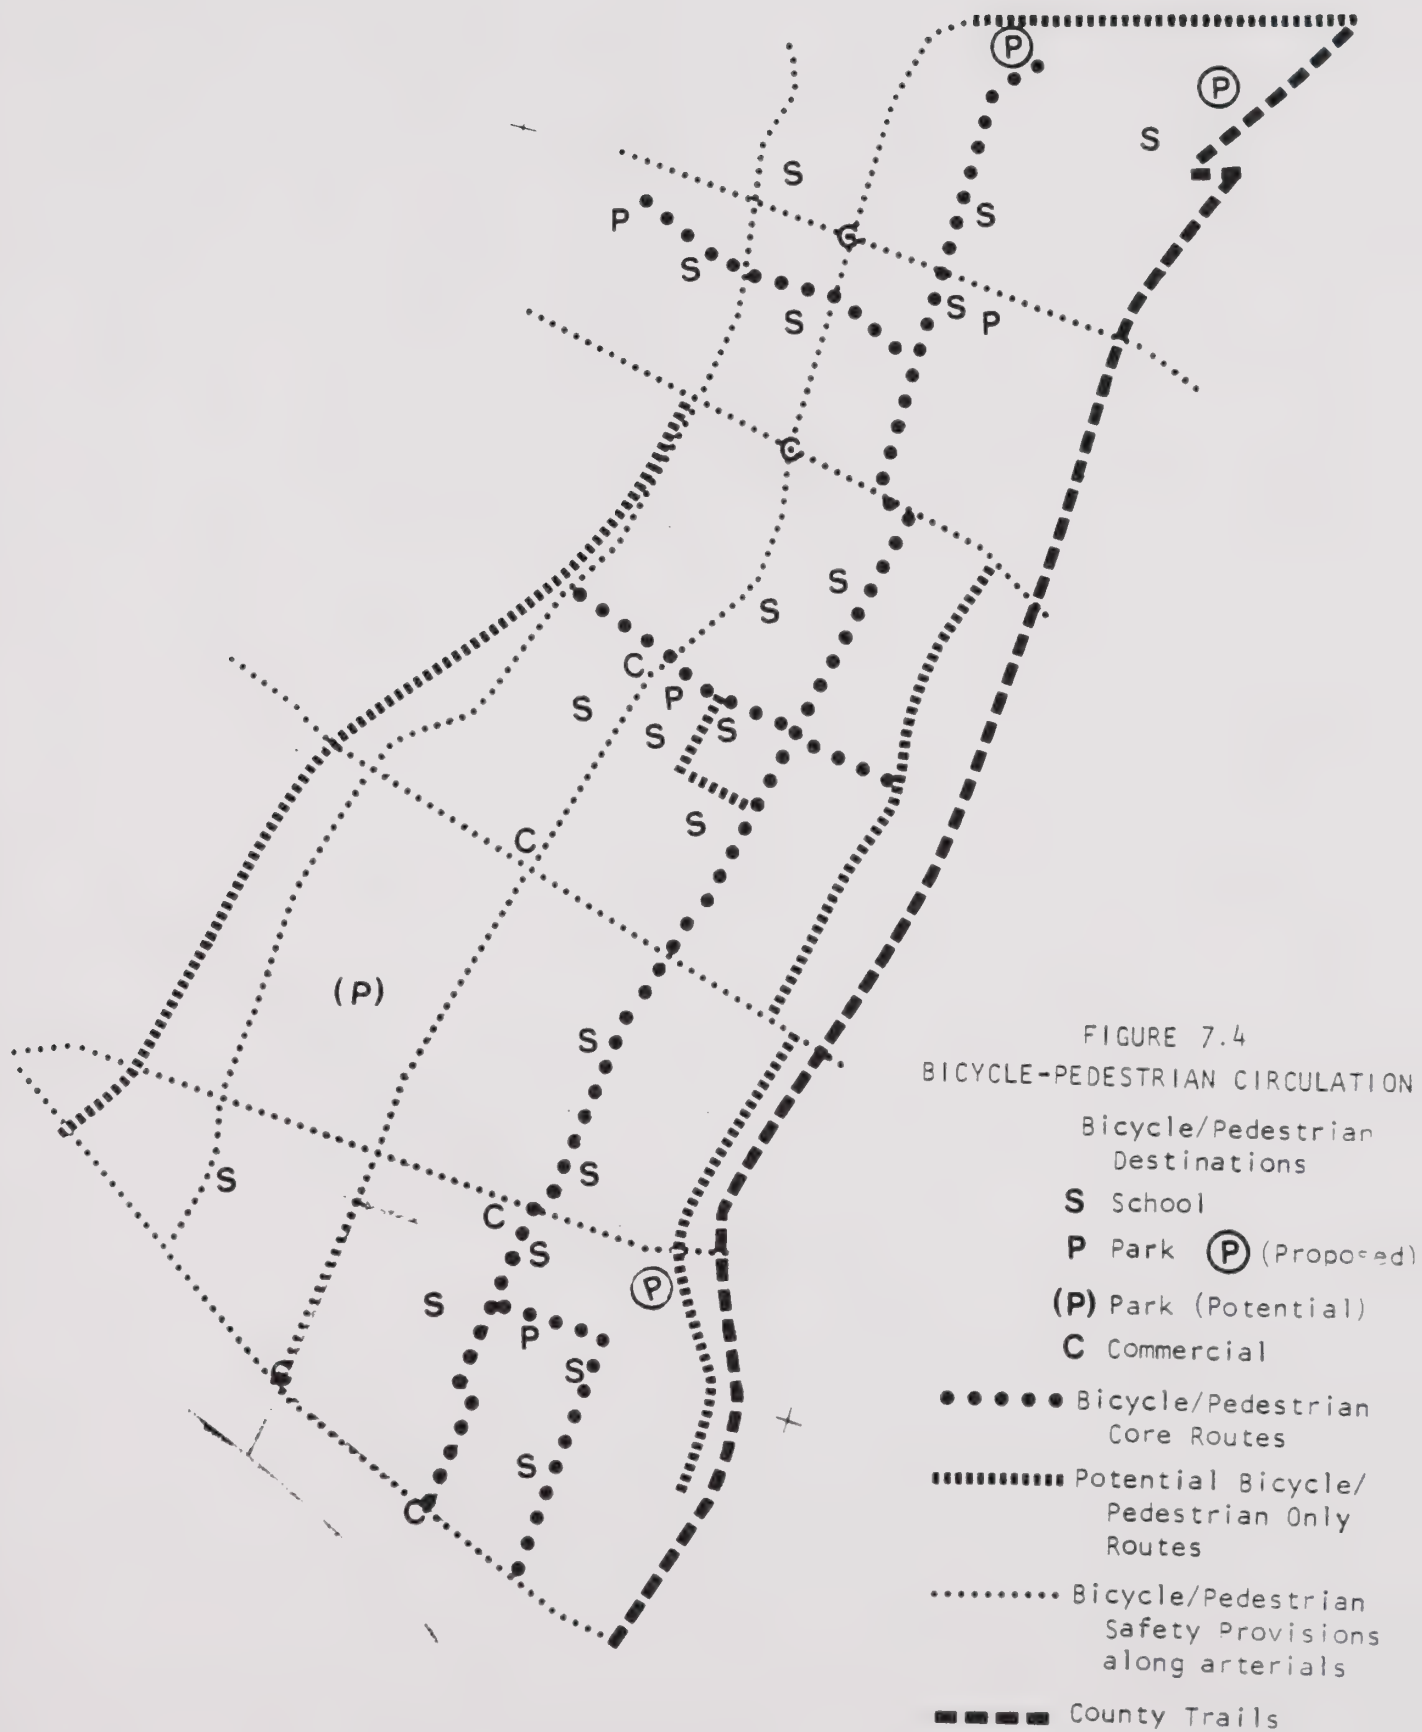 P
P
S
S
P
S
C
S
S
P
S
C
S
S
C
P
S
S
S
S
C
(P)
S
S
S
C
S
P
S
P
S
C
S
C
FIGURE 7.4
BICYCLE-PEDESTRIAN CIRCULATION
Bicycle/Pedestrian
Destinations
S School
P Park P (Proposed)
(P) Park (Potential)
C Commercial
Bicycle/Pedestrian
Core Routes
Potential Bicycle/
Pedestrian Only
Routes
Bicycle/Pedestrian
Safety Provisions
along arterials
County Trails